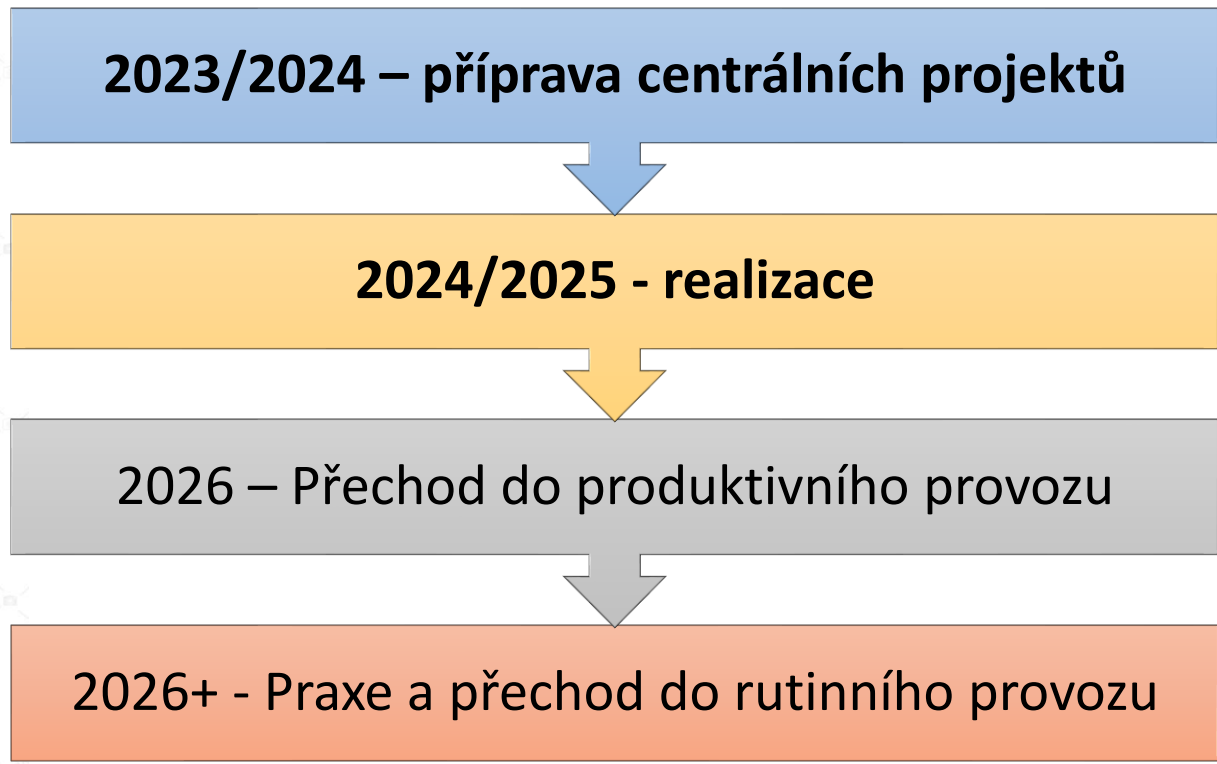 2023/2024 – příprava centrálních projektů
2024/2025 - realizace
2026 – Přechod do produktivního provozu
2026+ - Praxe a přechod do rutinního provozu